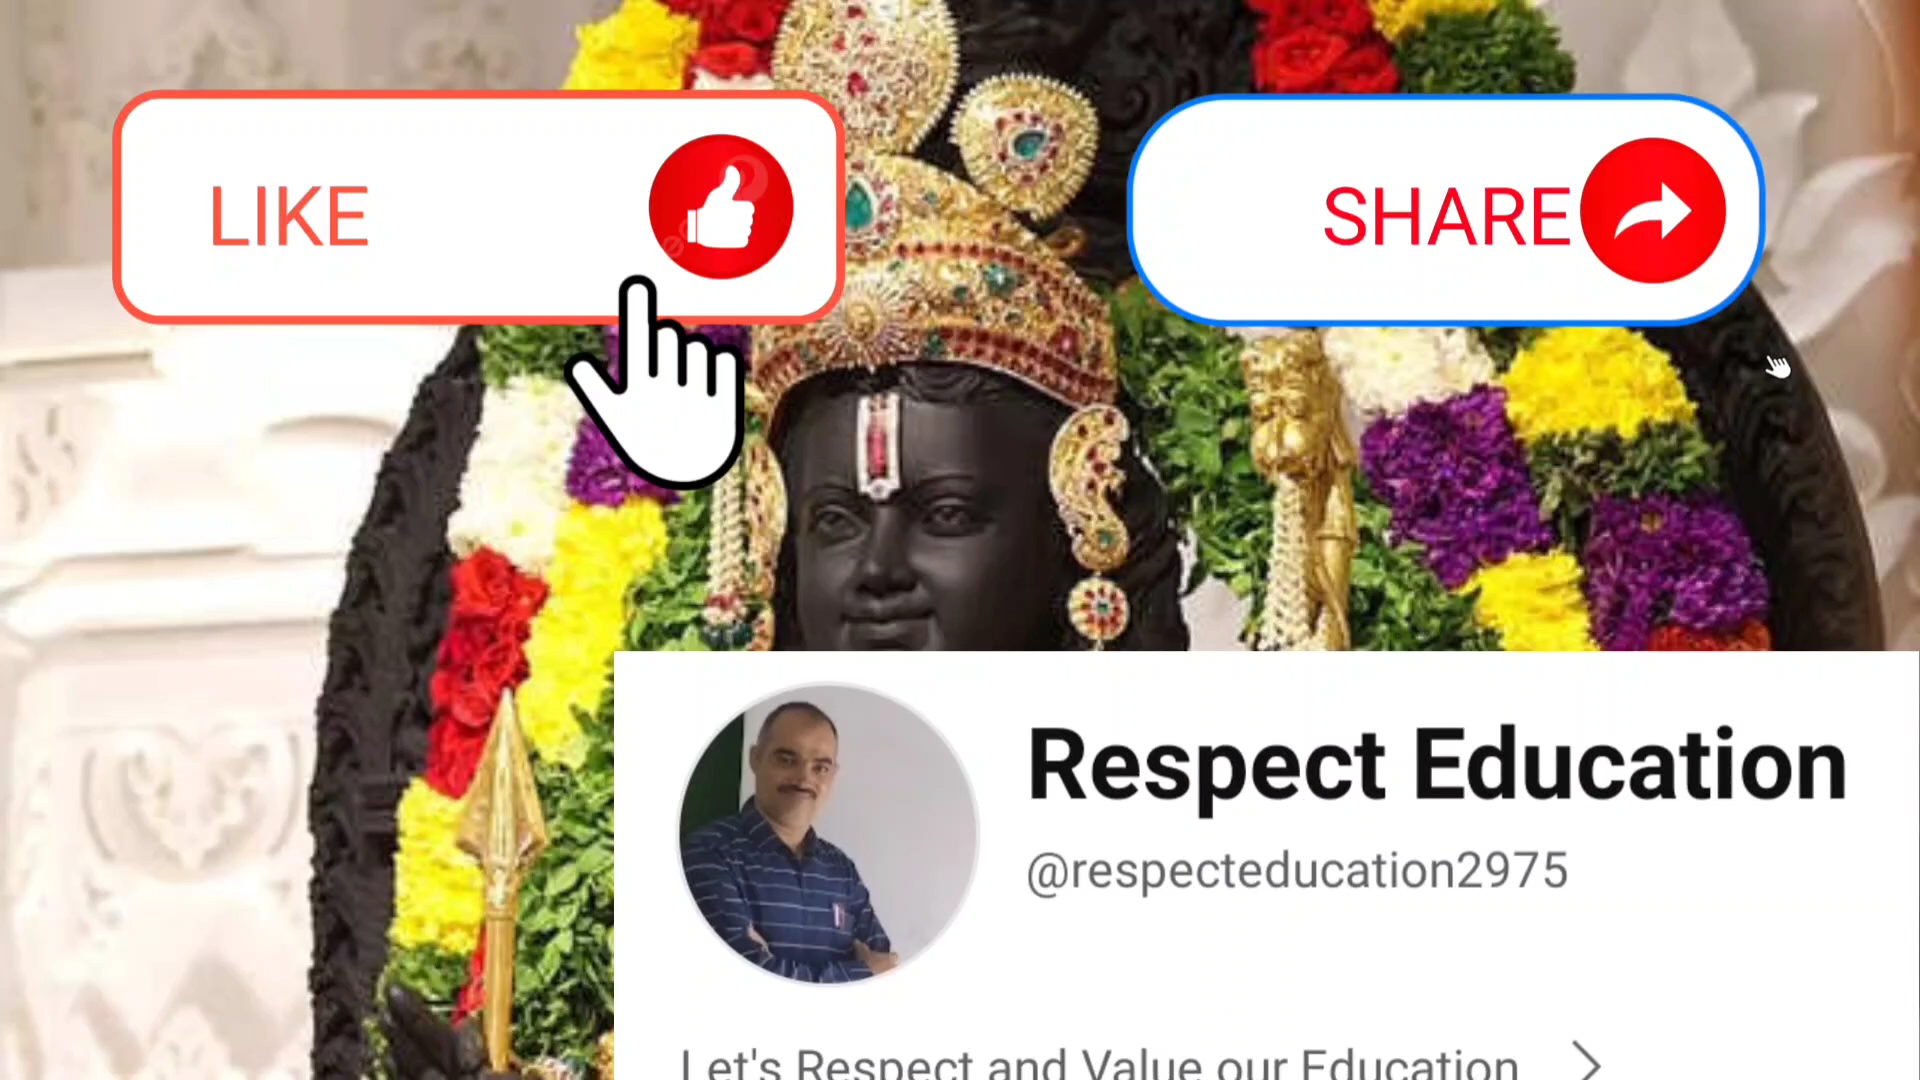 LIKE
SHARE
Respect Education
@respecteducation2975
Let's Respect and Value our Education